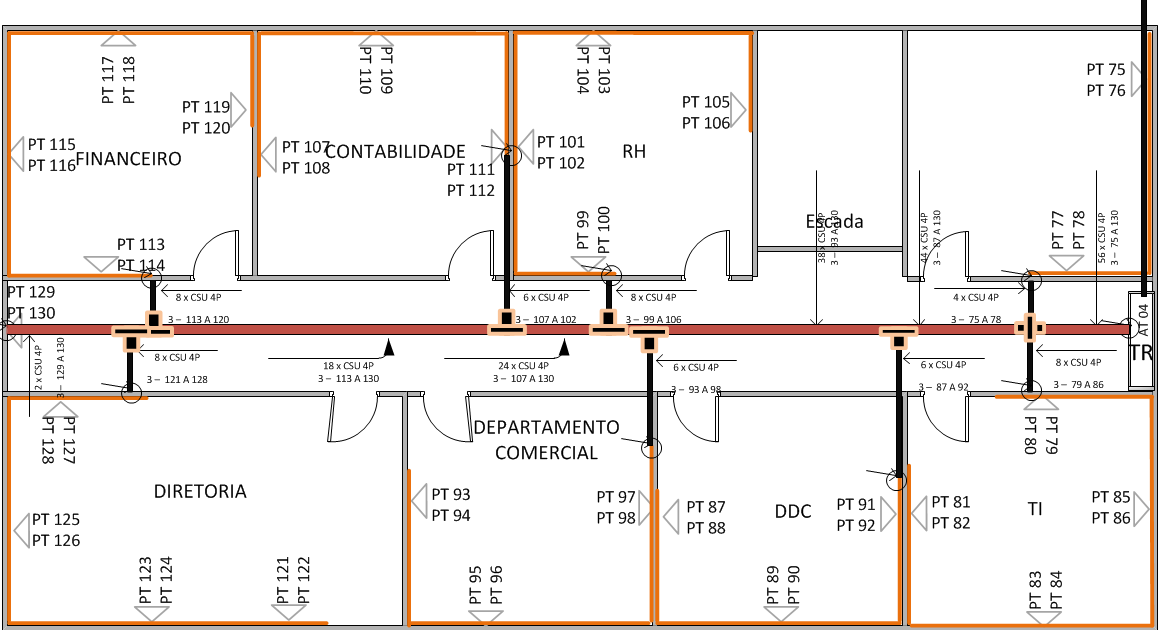 PT 117
PT 118
PT 119
PT 120
PT 115
PT 116
FINANCEIRO
PT 113
PT 114
PT 110
PT 109
PT 107
PT 108
CONTABILIDADE
PT 111
PT 112
PT 104
PT 103
PT 105
PT 106
PT 101
PT 102
RH
PT 99
PT 100
Escada
38 x CSU 4P
3 – 93 A 130
44 x CSU 4P
3 – 87 A 130
PT 75
PT 76
PT 77
PT 78
56 x CSU 4P
3 – 75 A 130
PT 129
PT 130
8 x CSU 4P
3 – 113 A 120
6 x CSU 4P
3 – 107 A 102
8 x CSU 4P
3 – 99 A 106
4 x CSU 4P
3 – 75 A 78
AT 04
TR
2 x CSU 4P
3 – 129 A 130
8 x CSU 4P
3 – 121 A 128
18 x CSU 4P
3 – 113 A 130
24 x CSU 4P
3 – 107 A 130
6 x CSU 4P
3 – 93 A 98
6 x CSU 4P
3 – 87 A 92
8 x CSU 4P
3 – 79 A 86
PT 128
PT 127
DIRETORIA
PT 125
PT 126
PT 123
PT 124
PT 121
PT 122
DEPARTAMENTO
COMERCIAL
PT 93
PT 94
PT 97
PT 98
PT 95
PT 96
PT 87
PT 88
DDC
PT 91
PT 92
PT 89
PT 90
PT 80
PT 79
PT 81
PT 82
TI
PT 85
PT 86
PT 83
PT 84